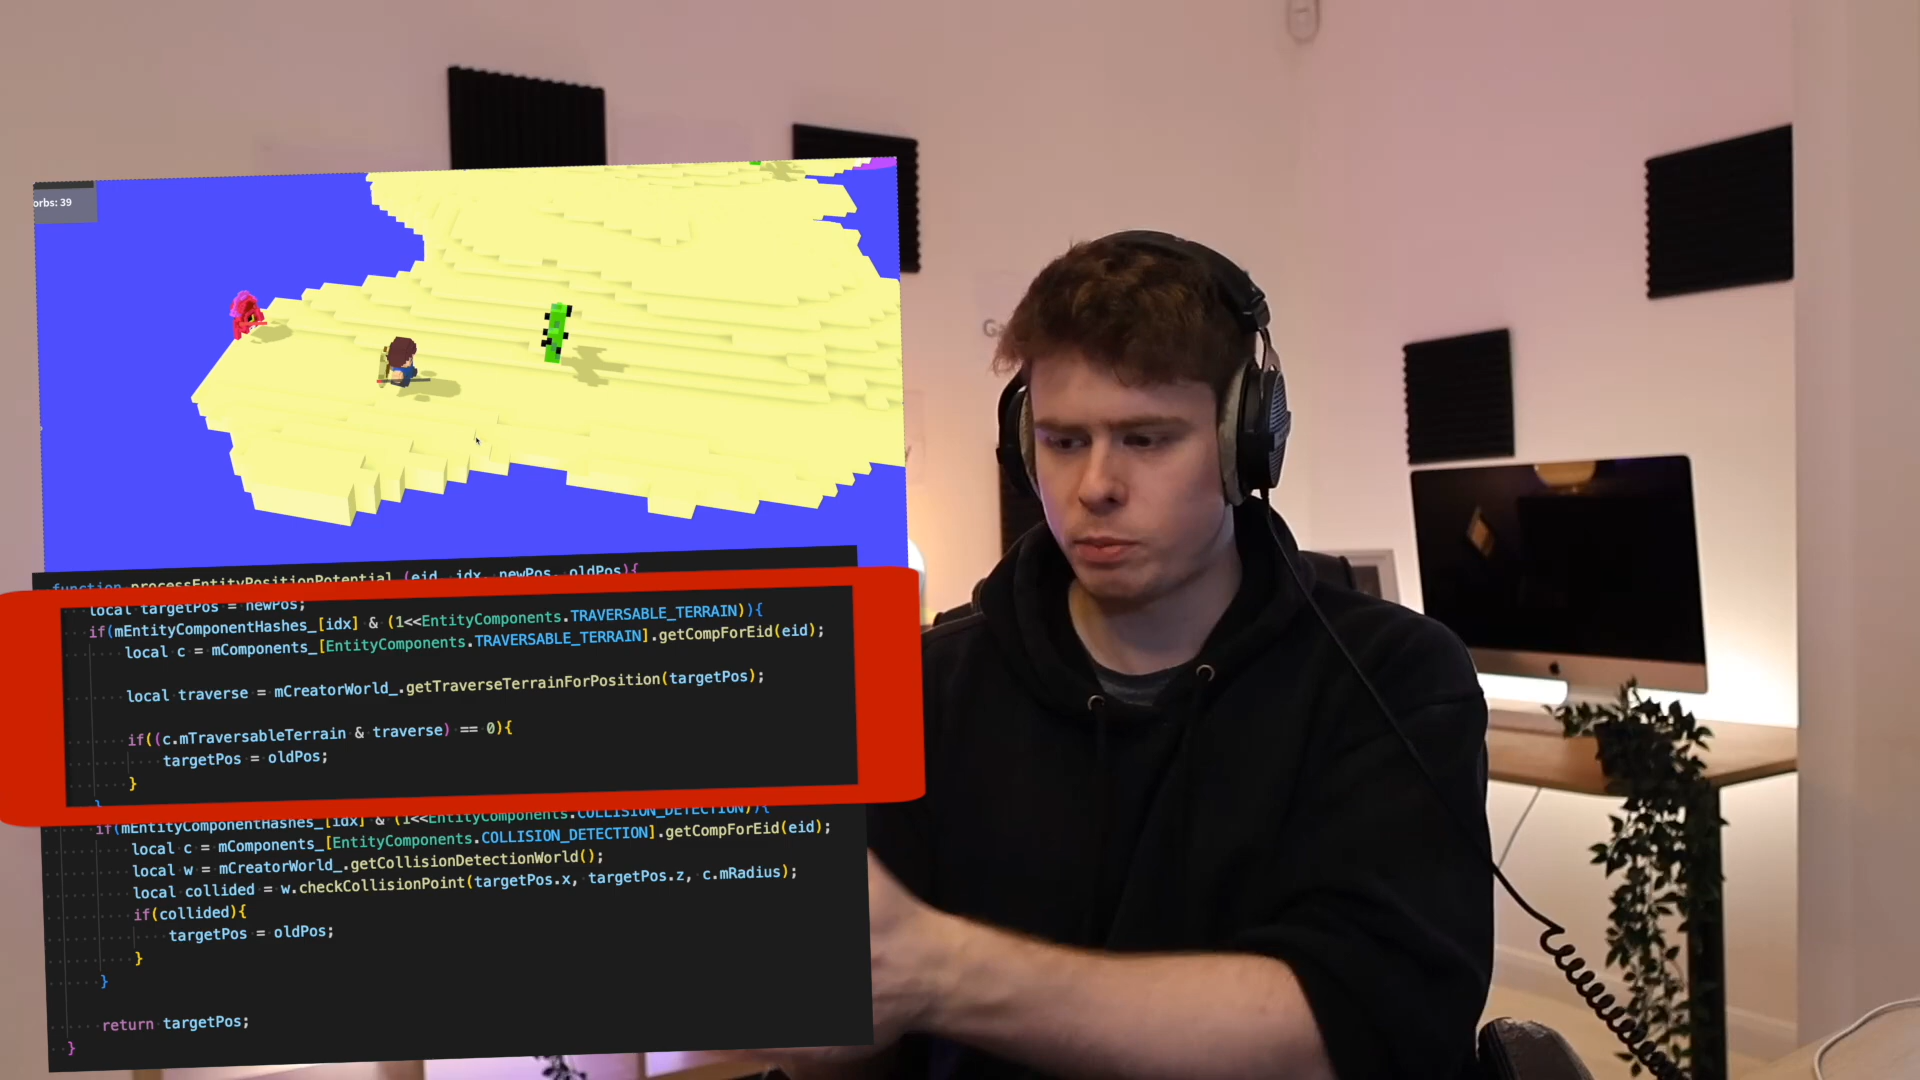 orbs: 39
function processEntityPositionPotential (eid, idx, newPos, oldPos){
local targetPos = newPos;
if(mEntityComponentHashes_[idx] & (1<<EntityComponents.TRAVERSABLE_TERRAIN)){
local c = mComponents_[EntityComponents.TRAVERSABLE_TERRAIN].getCompForEid(eid);
local traverse = mCreatorWorld_.getTraverseTerrainForPosition(targetPos);
if((c.mTraversableTerrain & traverse) == 0){
targetPos = oldPos;
}
}
if(mEntityComponentHashes_[idx] & (1<<EntityComponents.COLLISION_DETECTION)){
local c = mComponents_[EntityComponents.COLLISION_DETECTION].getCompForEid(eid);
local w = mCreatorWorld_.getCollisionDetectionWorld();
local collided = w.checkCollisionPoint(targetPos.x, targetPos.z, c.mRadius);
if(collided){
targetPos = oldPos;
}
}
return targetPos;
}